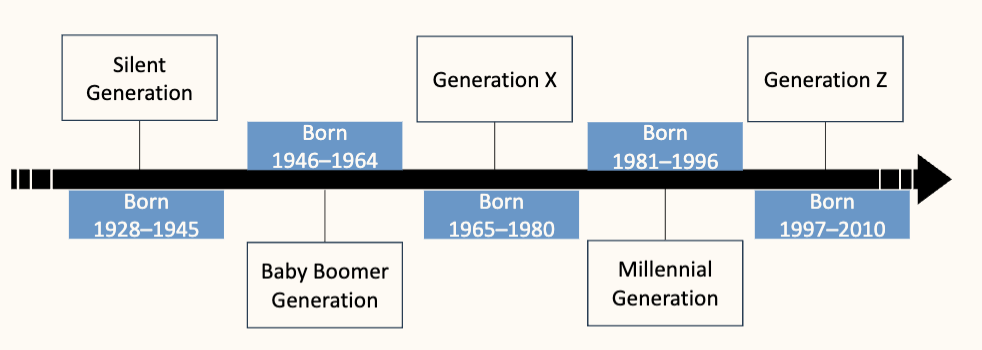 Silent
Generation
Born
1928–1945
Born
1946–1964
Baby Boomer
Generation
Generation X
Born
1965–1980
Born
1981–1996
Millennial
Generation
Generation Z
Born
1997–2010